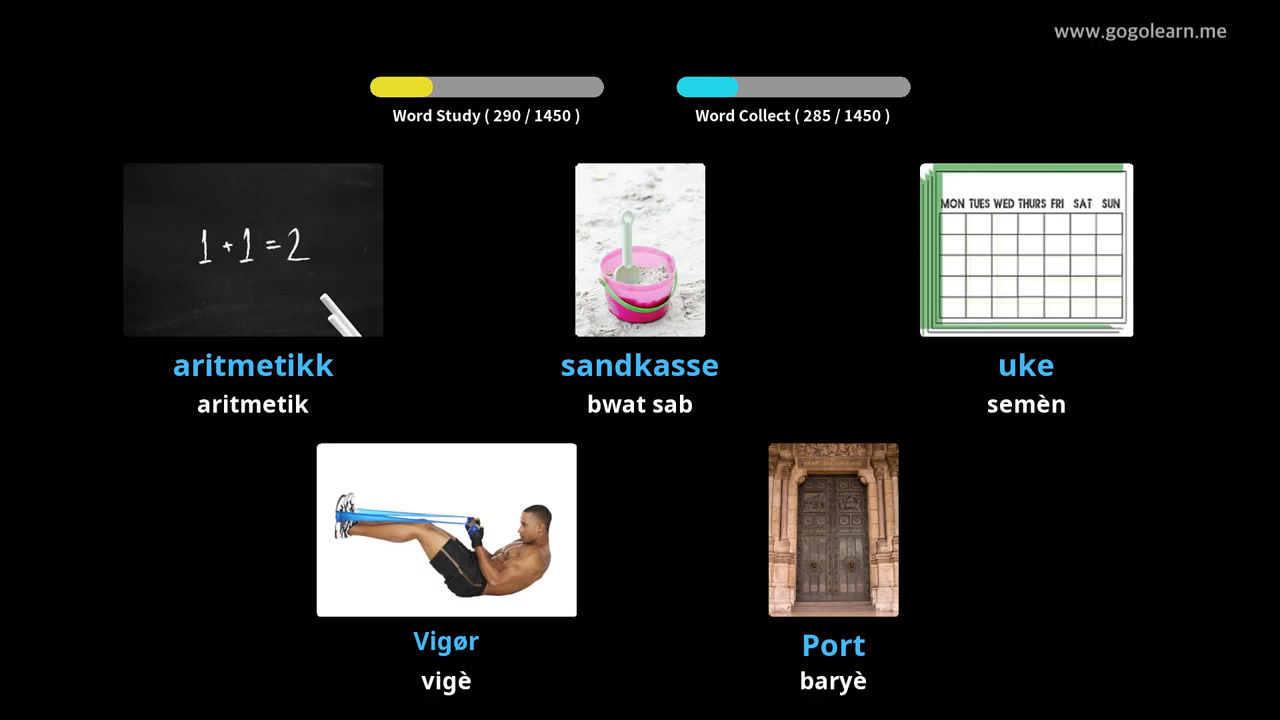 www.gogolearn.me
Word Study ( 290 / 1450 )
Word Collect ( 285 / 1450 )
1 + 1 = 2
MON TUES WED THURS FRI SAT SUN
aritmetikk
aritmetik
sandkasse
bwat sab
uke
semèn
Vigør
vigè
Port
baryè